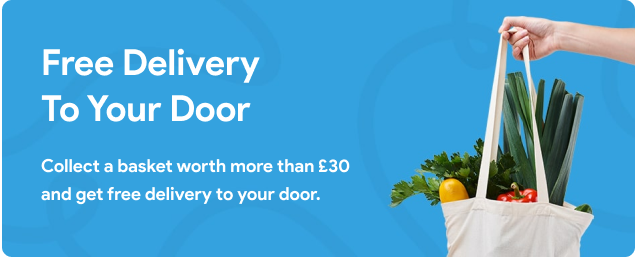 Free Delivery
To Your Door
Collect a basket worth more than £30
and get free delivery to your door.